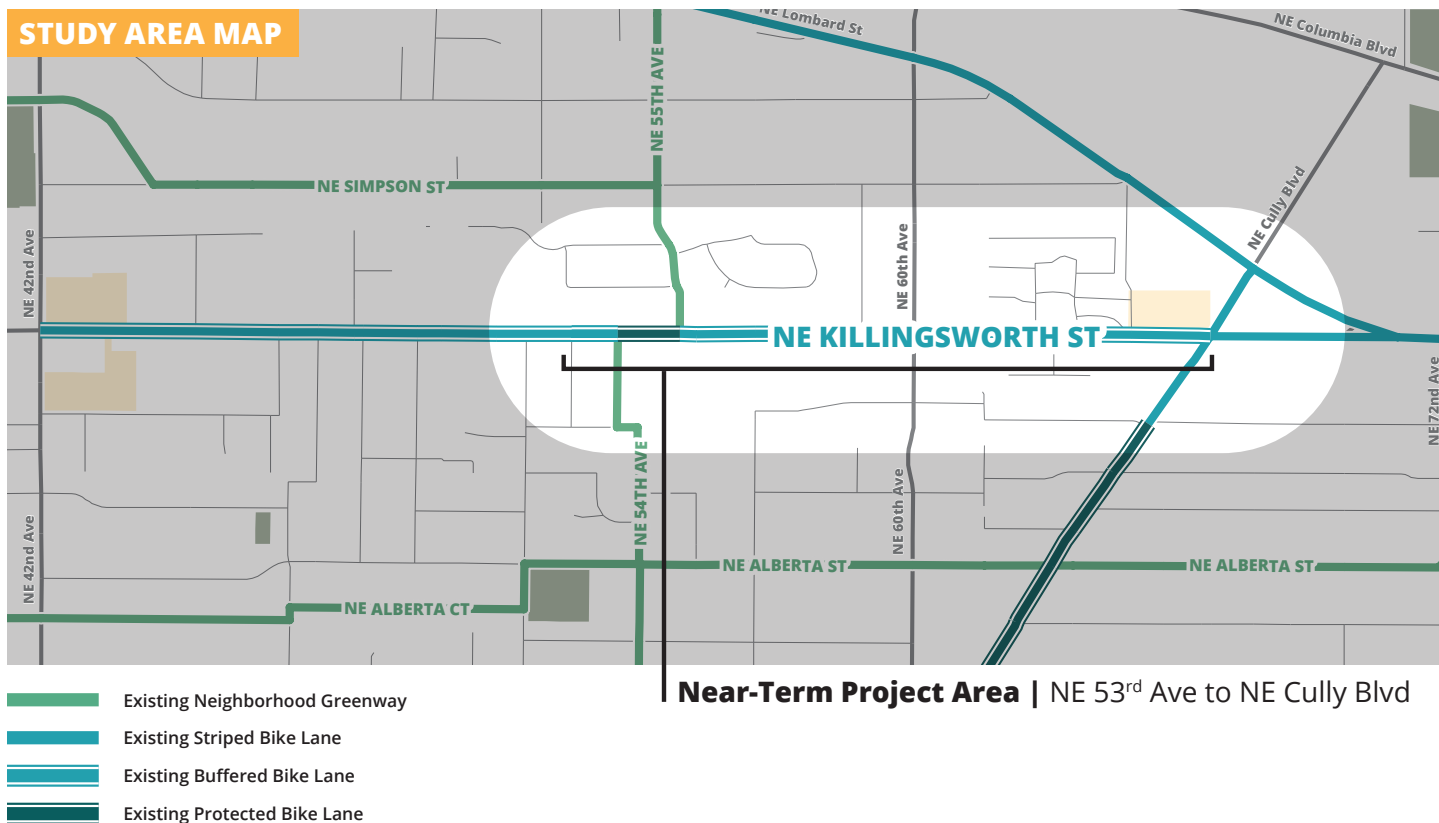 STUDY AREA MAP
NE Lombard St
NE Columbia Blvd
NE 55TH AVE
NE SIMPSON ST
NE Cully Blvd
NE 42nd Ave
NE 60th Ave
NE KILLINGSWORTH ST
NE 72nd Ave
NE 54TH AVE
NE 60th Ave
NE 42nd Ave
NE ALBERTA ST
NE ALBERTA ST
NE ALBERTA CT
Near-Term Project Area | NE 53rd Ave to NE Cully Blvd
Existing Neighborhood Greenway
Existing Striped Bike Lane
Existing Buffered Bike Lane
Existing Protected Bike Lane